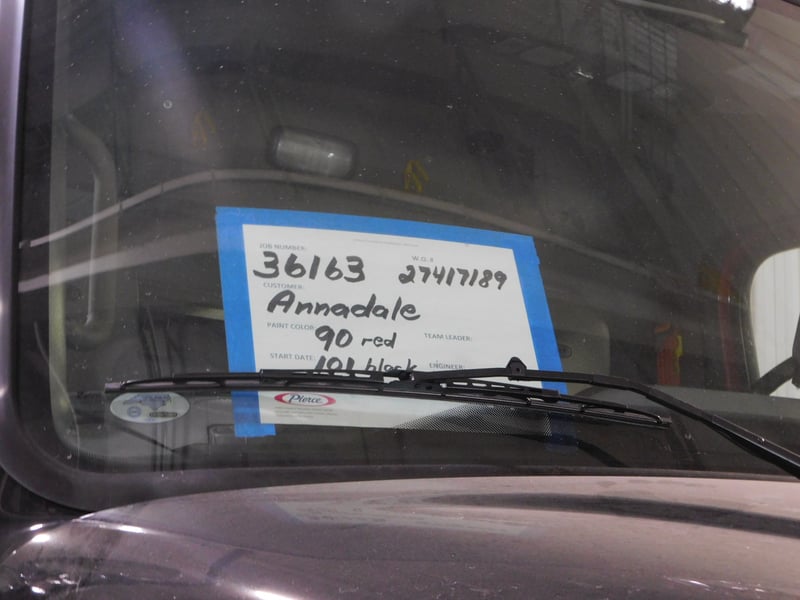 JOB NUMBER: W.O.#
36163 27417189
CUSTOMER:
Annadale
PAINT COLOR: 90 red TEAM LEADER:
START DATE: 101 black ENGINEER:
Pierce